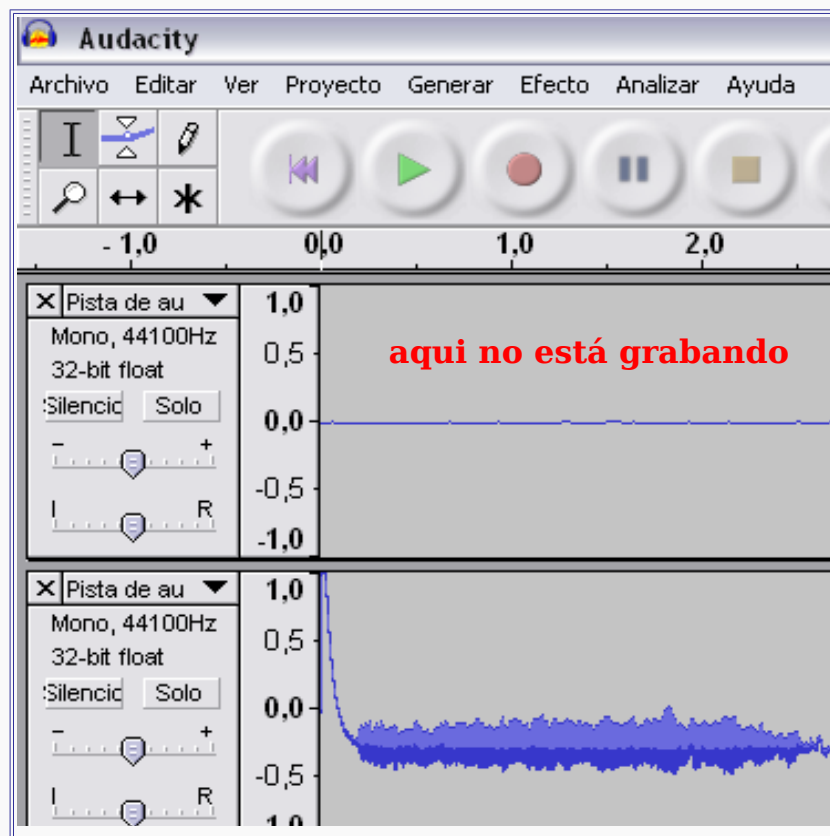 Audacity
Archivo Editar Ver Proyecto Generar Efecto Analizar Ayuda
- 1,0 0,0 1,0 2,0
Pista de au
Mono, 44100Hz
32-bit float
Silencio Solo
- +
I R
1,0
0,5
0,0
-0,5
-1,0
aqui no está grabando
Pista de au
Mono, 44100Hz
32-bit float
Silencio Solo
- +
I R
1,0
0,5
0,0
-0,5